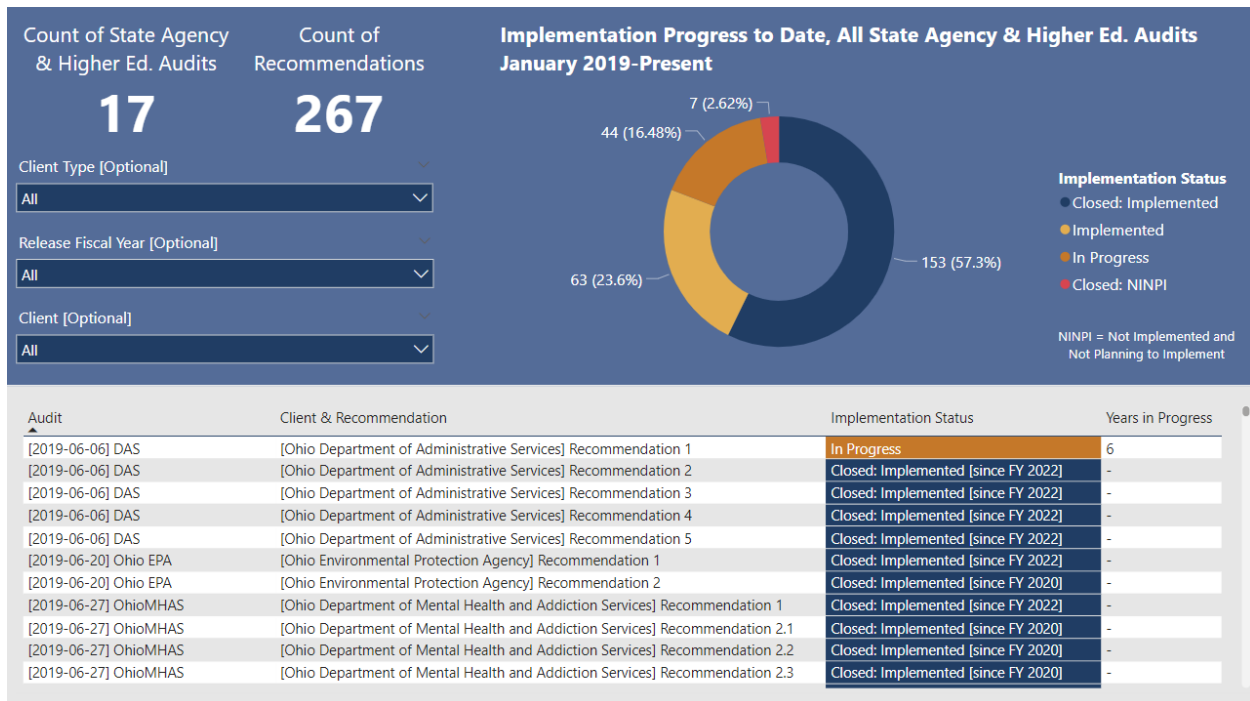 Count of State Agency
& Higher Ed. Audits
17
Count of
Recommendations
267
Client Type [Optional]
All
Release Fiscal Year [Optional]
All
Client [Optional]
All
Implementation Progress to Date, All State Agency & Higher Ed. Audits
January 2019-Present
7 (2.62%)
44 (16.48%)
63 (23.6%)
153 (57.3%)
Implementation Status
Closed: Implemented
Implemented
In Progress
Closed: NINPI
NINPI = Not Implemented and
Not Planning to Implement
Audit Client & Recommendation Implementation Status Years in Progress
[2019-06-06] DAS [Ohio Department of Administrative Services] Recommendation 1 In Progress 6
[2019-06-06] DAS [Ohio Department of Administrative Services] Recommendation 2 Closed: Implemented [since FY 2022] -
[2019-06-06] DAS [Ohio Department of Administrative Services] Recommendation 3 Closed: Implemented [since FY 2022] -
[2019-06-06] DAS [Ohio Department of Administrative Services] Recommendation 4 Closed: Implemented [since FY 2022] -
[2019-06-06] DAS [Ohio Department of Administrative Services] Recommendation 5 Closed: Implemented [since FY 2022] -
[2019-06-20] Ohio EPA [Ohio Environmental Protection Agency] Recommendation 1 Closed: Implemented [since FY 2022] -
[2019-06-20] Ohio EPA [Ohio Environmental Protection Agency] Recommendation 2 Closed: Implemented [since FY 2020] -
[2019-06-27] OhioMHAS [Ohio Department of Mental Health and Addiction Services] Recommendation 1 Closed: Implemented [since FY 2022] -
[2019-06-27] OhioMHAS [Ohio Department of Mental Health and Addiction Services] Recommendation 2.1 Closed: Implemented [since FY 2020] -
[2019-06-27] OhioMHAS [Ohio Department of Mental Health and Addiction Services] Recommendation 2.2 Closed: Implemented [since FY 2020] -
[2019-06-27] OhioMHAS [Ohio Department of Mental Health and Addiction Services] Recommendation 2.3 Closed: Implemented [since FY 2020] -